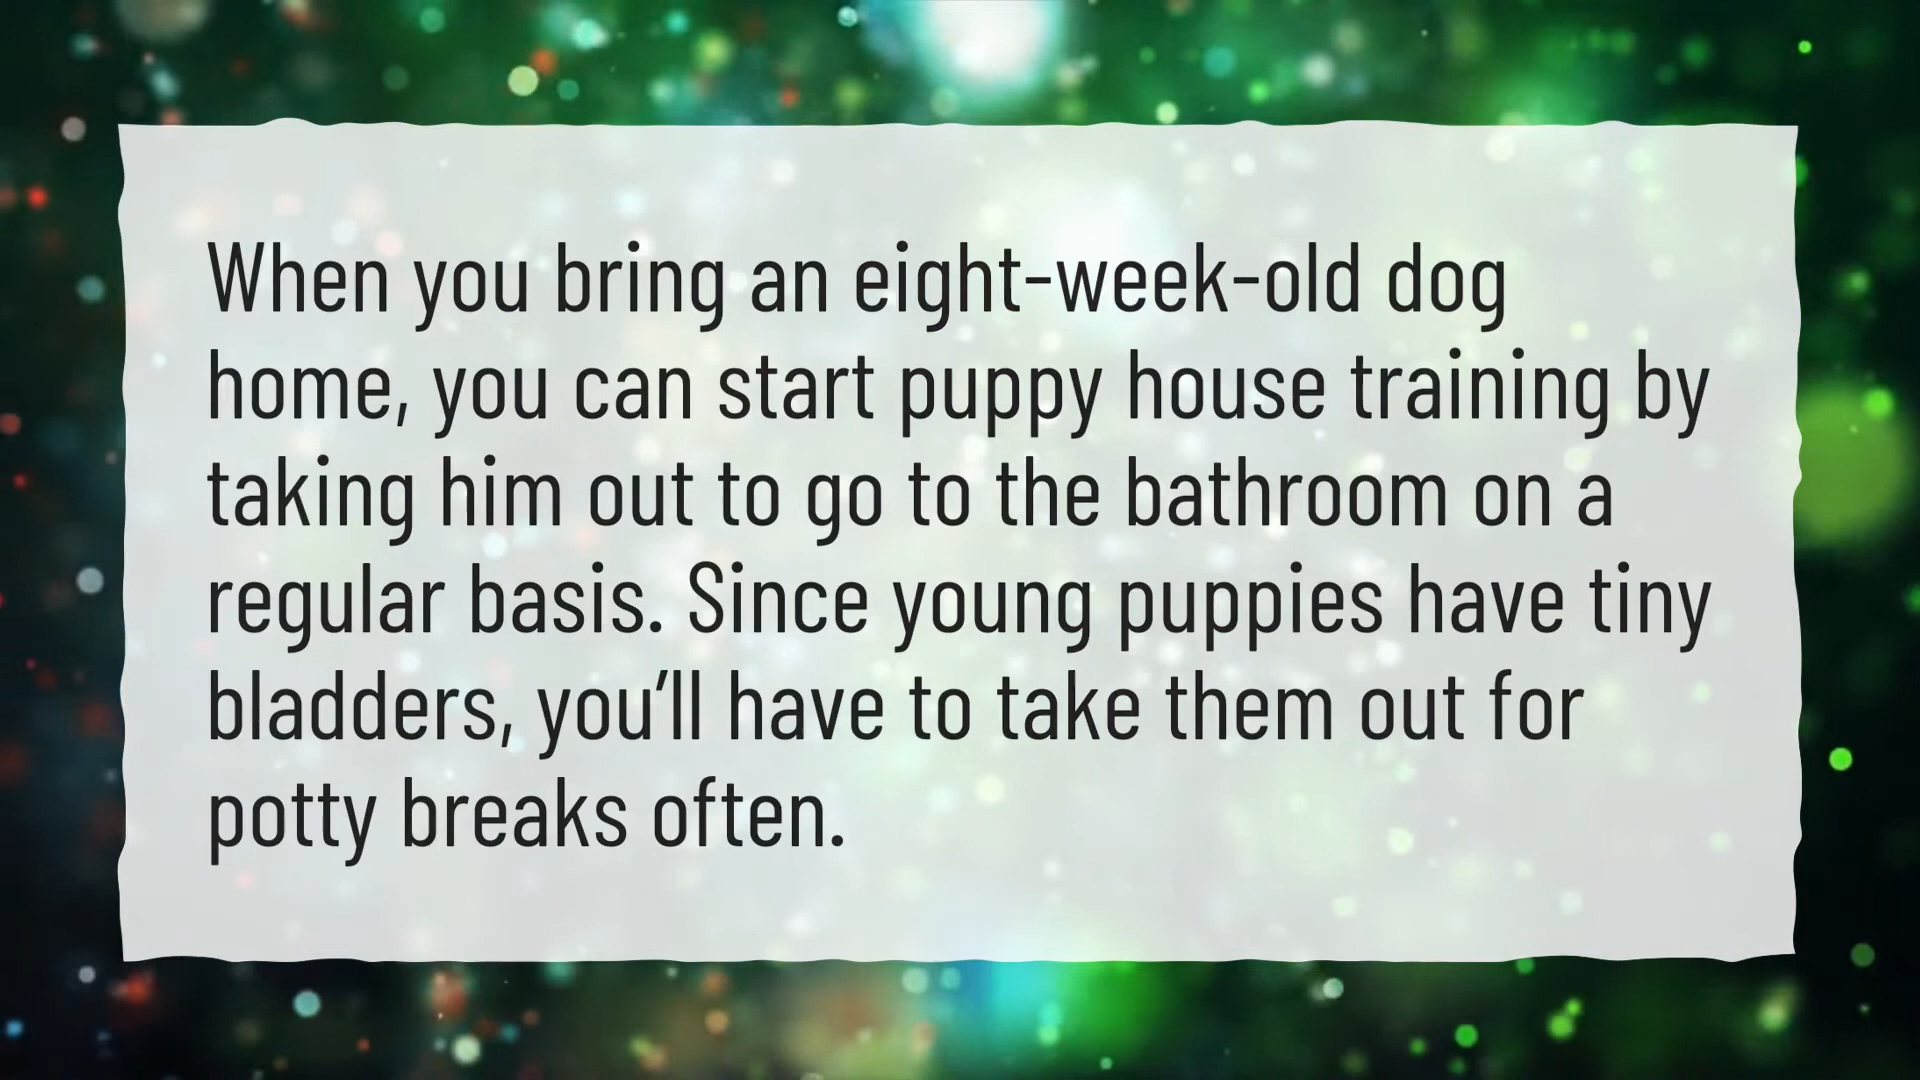 When you bring an eight-week-old dog
home, you can start puppy house training by
taking him out to go to the bathroom on a
regular basis. Since young puppies have tiny
bladders, you’ll have to take them out for
potty breaks often.